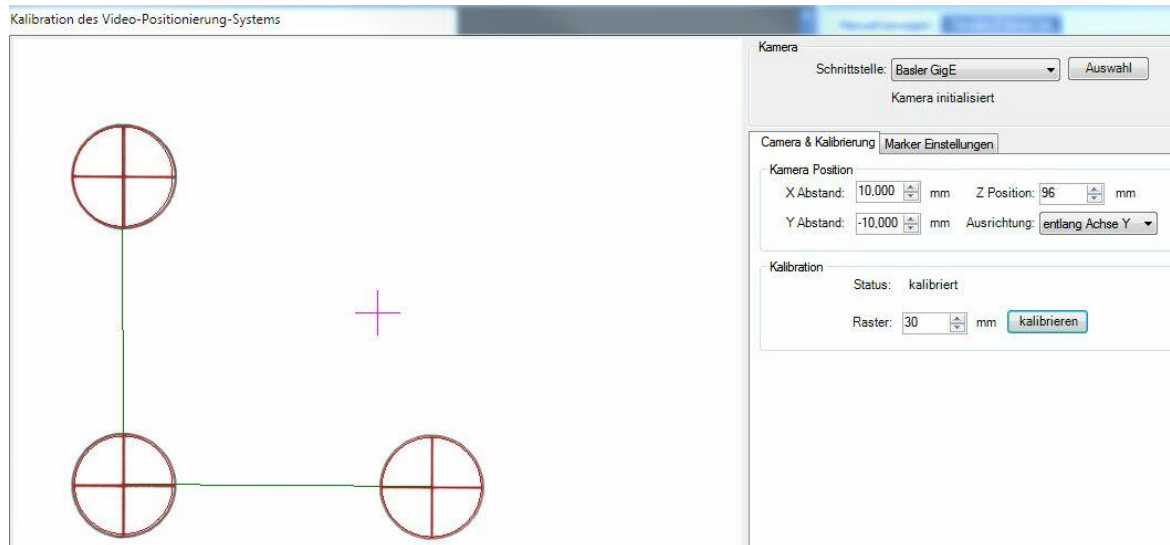 Kalibration des Video-Positionierung-Systems
Kamera
Schnittstelle: Basler GigE Auswahl
Kamera initialisiert
Camera & Kalibrierung Marker Einstellungen
Kamera Position
X Abstand: 10,000 mm Z Position: 96 mm
Y Abstand: -10,000 mm Ausrichtung: entlang Achse Y
Kalibration
Status: kalibriert
Raster: 30 mm kalibrieren